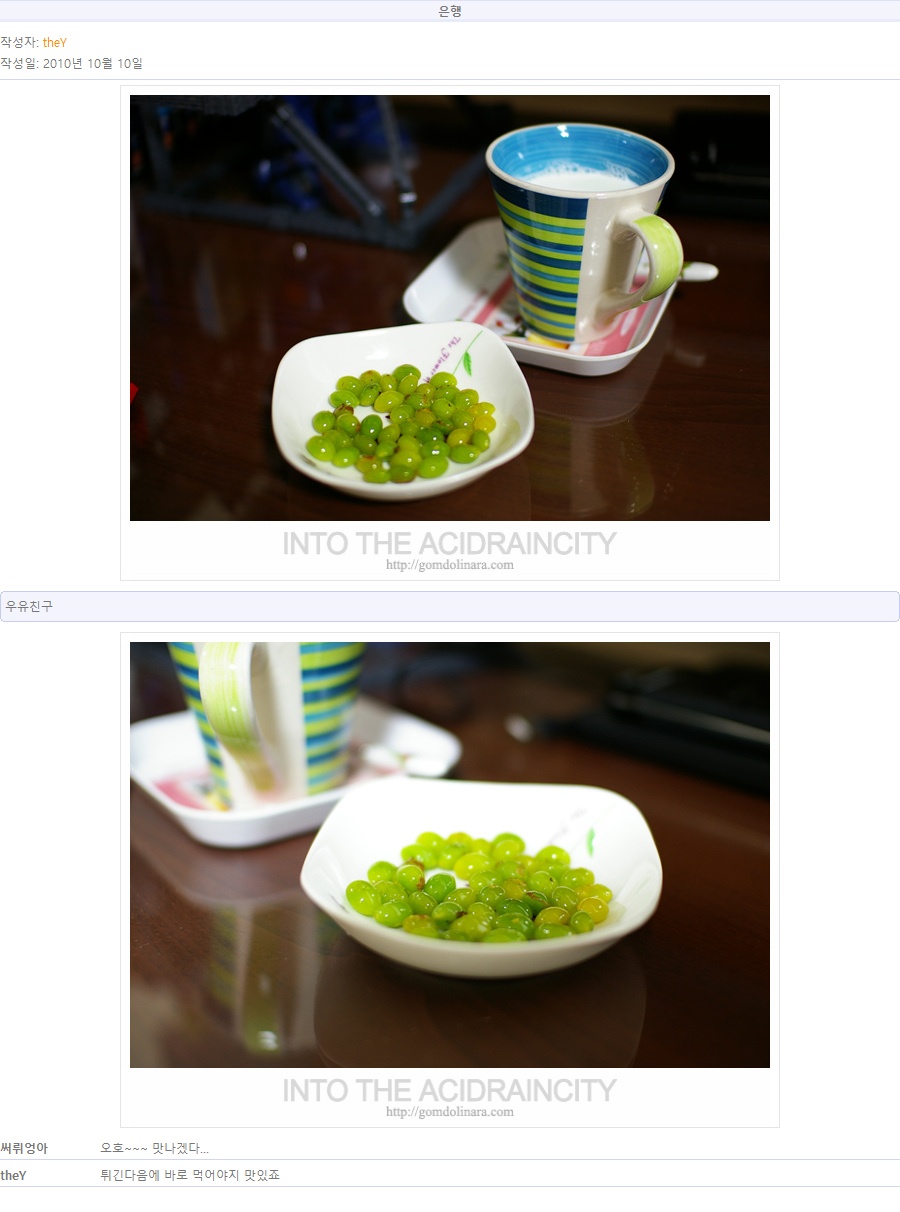 은행
작성자: theY
작성일: 2010년 10월 10일
INTO THE ACIDRAINCITY
http://gomdolinara.com
우유친구
INTO THE ACIDRAINCITY
http://gomdolinara.com
써뤼엉아 오호~~~ 맛나겠다...
theY 튀긴다음에 바로 먹어야지 맛있죠